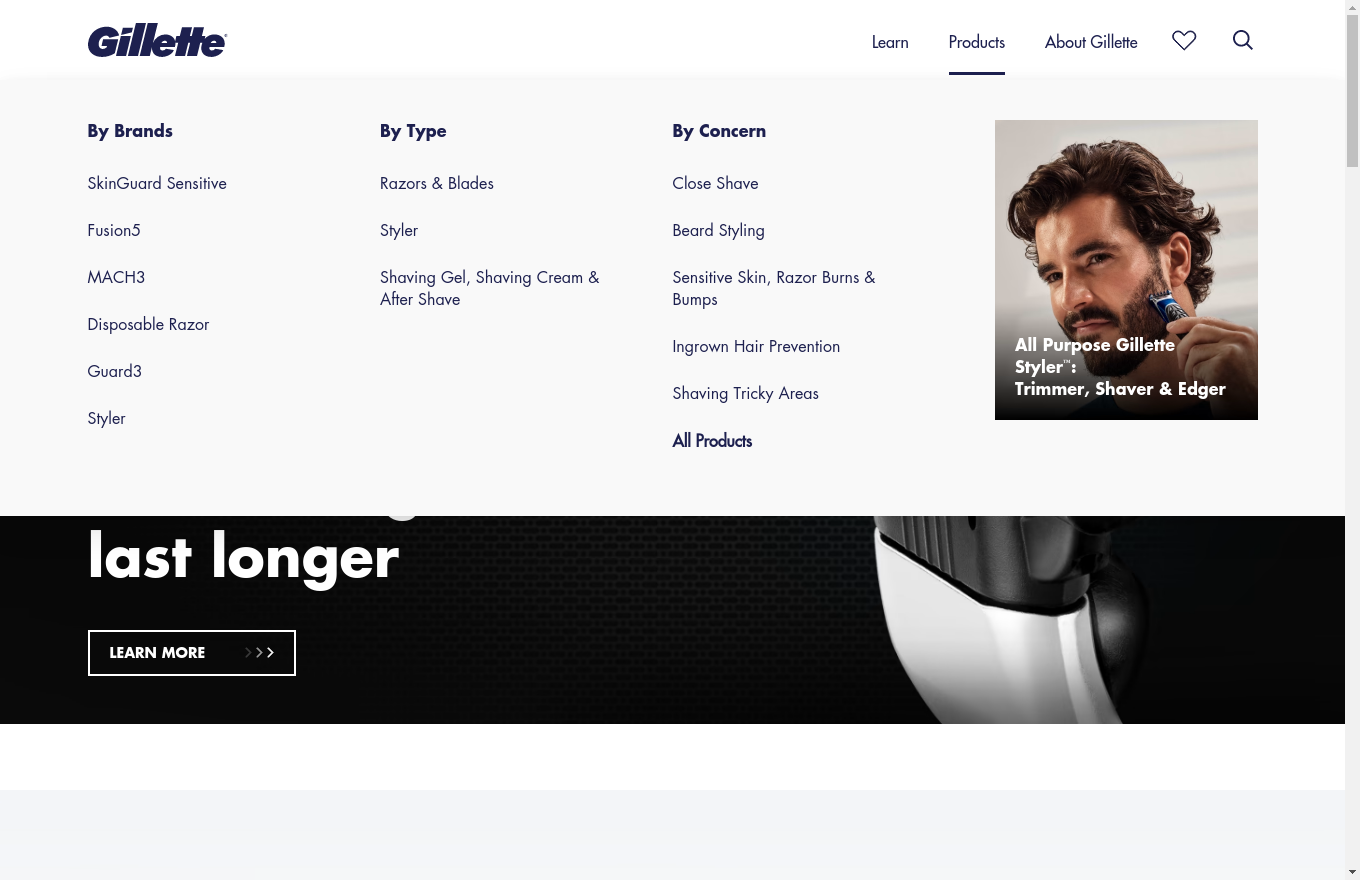 Gillette
Learn
Products
About Gillette
By Brands
SkinGuard Sensitive
Fusion5
MACH3
Disposable Razor
Guard3
Styler
By Type
Razors & Blades
Styler
Shaving Gel, Shaving Cream &
After Shave
By Concern
Close Shave
Beard Styling
Sensitive Skin, Razor Burns &
Bumps
Ingrown Hair Prevention
Shaving Tricky Areas
All Products
All Purpose Gillette
Styler™:
Trimmer, Shaver & Edger
last longer
LEARN MORE